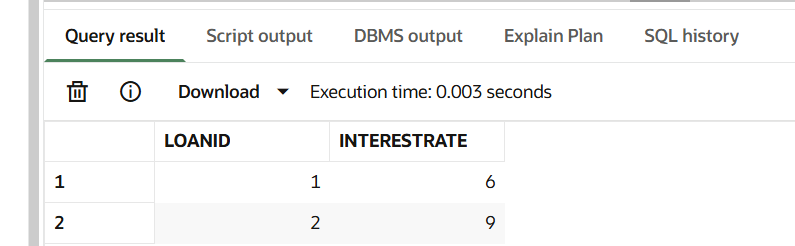 Query result Script output DBMS output Explain Plan SQL history
Download Execution time: 0.003 seconds
LOANID INTERESTRATE
1 1 6
2 2 9